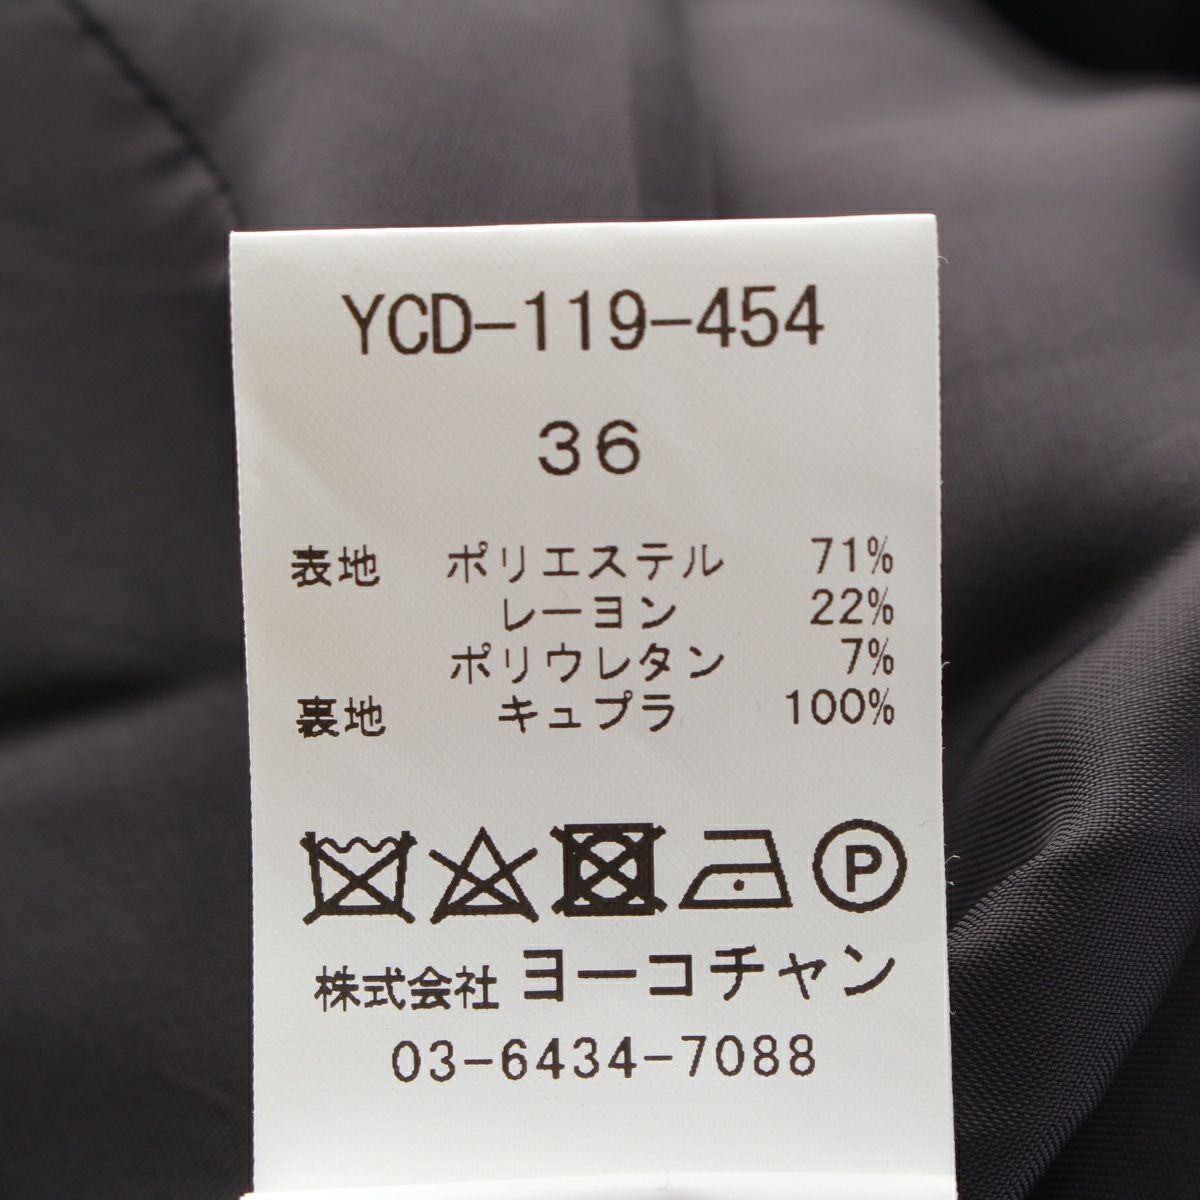 YCD-119-454
36
表地 ポリエステル 71%
レーヨン 22%
ポリウレタン 7%
裏地 キュプラ 100%
P
株式会社 ヨーコチャン
03-6434-7088